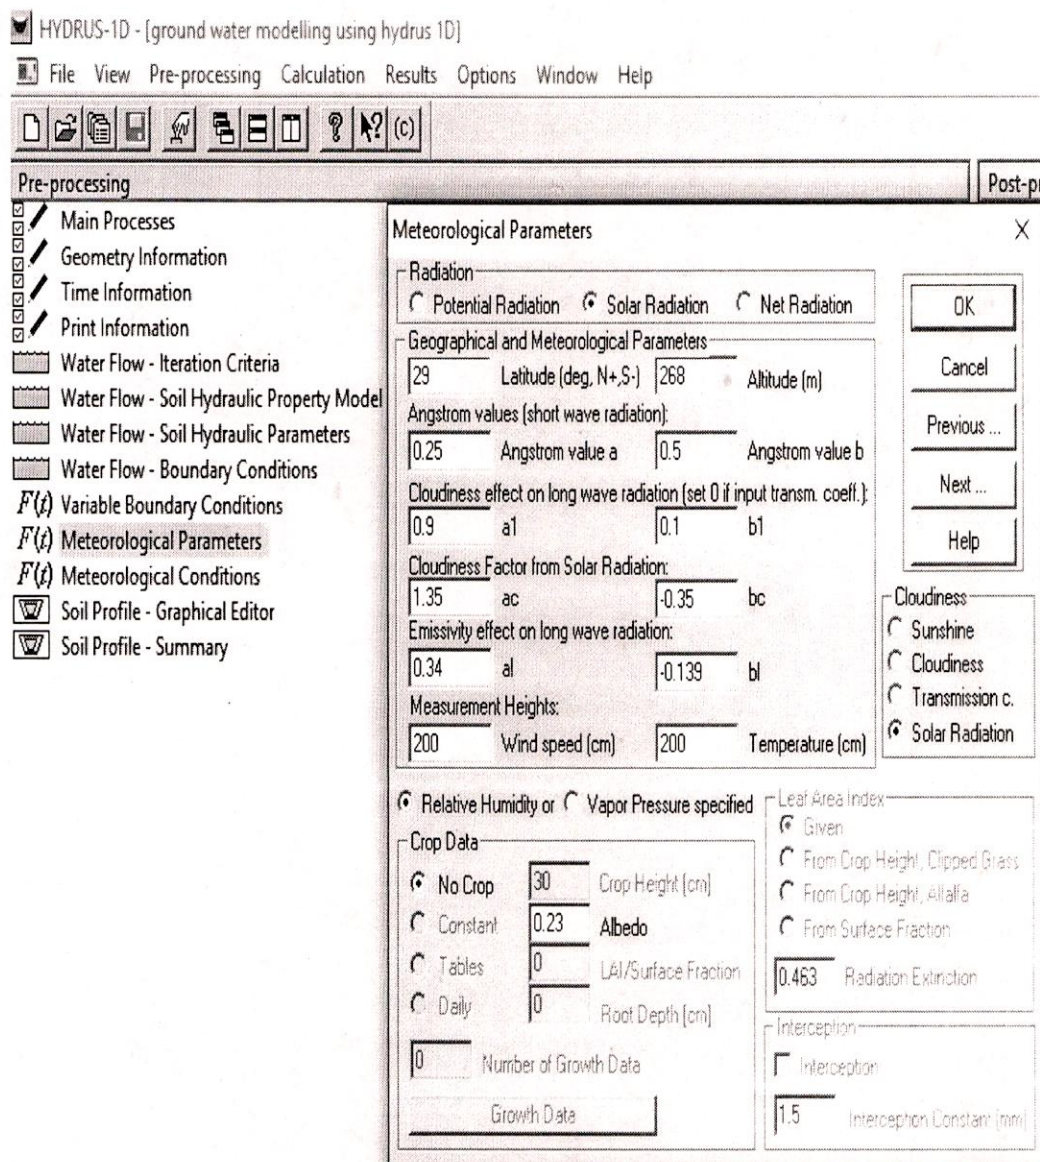 HYDRUS-1D - [ground water modelling using hydrus 1D]
File View Pre-processing Calculation Results Options Window Help
? ? (c)
Pre-processing
Post-p
Main Processes
Geometry Information
Time Information
Print Information
Water Flow - Iteration Criteria
Water Flow - Soil Hydraulic Property Model
Water Flow - Soil Hydraulic Parameters
Water Flow - Boundary Conditions
F(t) Variable Boundary Conditions
F(t) Meteorological Parameters
F(t) Meteorological Conditions
Soil Profile - Graphical Editor
Soil Profile - Summary
Meteorological Parameters X
Radiation
Potential Radiation Solar Radiation Net Radiation
Geographical and Meteorological Parameters
29 Latitude (deg, N+,S-) 268 Altitude (m)
Angstrom values (short wave radiation):
0.25 Angstrom value a 0.5 Angstrom value b
Cloudiness effect on long wave radiation (set 0 if input transm. coeff.):
0.9 a1 0.1 b1
Cloudiness Factor from Solar Radiation:
1.35 ac -0.35 bc
Emissivity effect on long wave radiation:
0.34 al -0.139 bl
Measurement Heights:
200 Wind speed (cm) 200 Temperature (cm)
OK
Cancel
Previous ...
Next ...
Help
Cloudiness
Sunshine
Cloudiness
Transmission c.
Solar Radiation
Relative Humidity or Vapor Pressure specified
Crop Data
No Crop 30 Crop Height (cm)
Constant 0.23 Albedo
Tables 0 LAI/Surface Fraction
Daily 0 Root Depth (cm)
0 Number of Growth Data
Growth Data
Leaf Area Index
Given
From Crop Height, Clipped Grass
From Crop Height, Alfalfa
From Surface Fraction
0.463 Radiation Extinction
Interception
Interception
1.5 Interception Constant (mm)